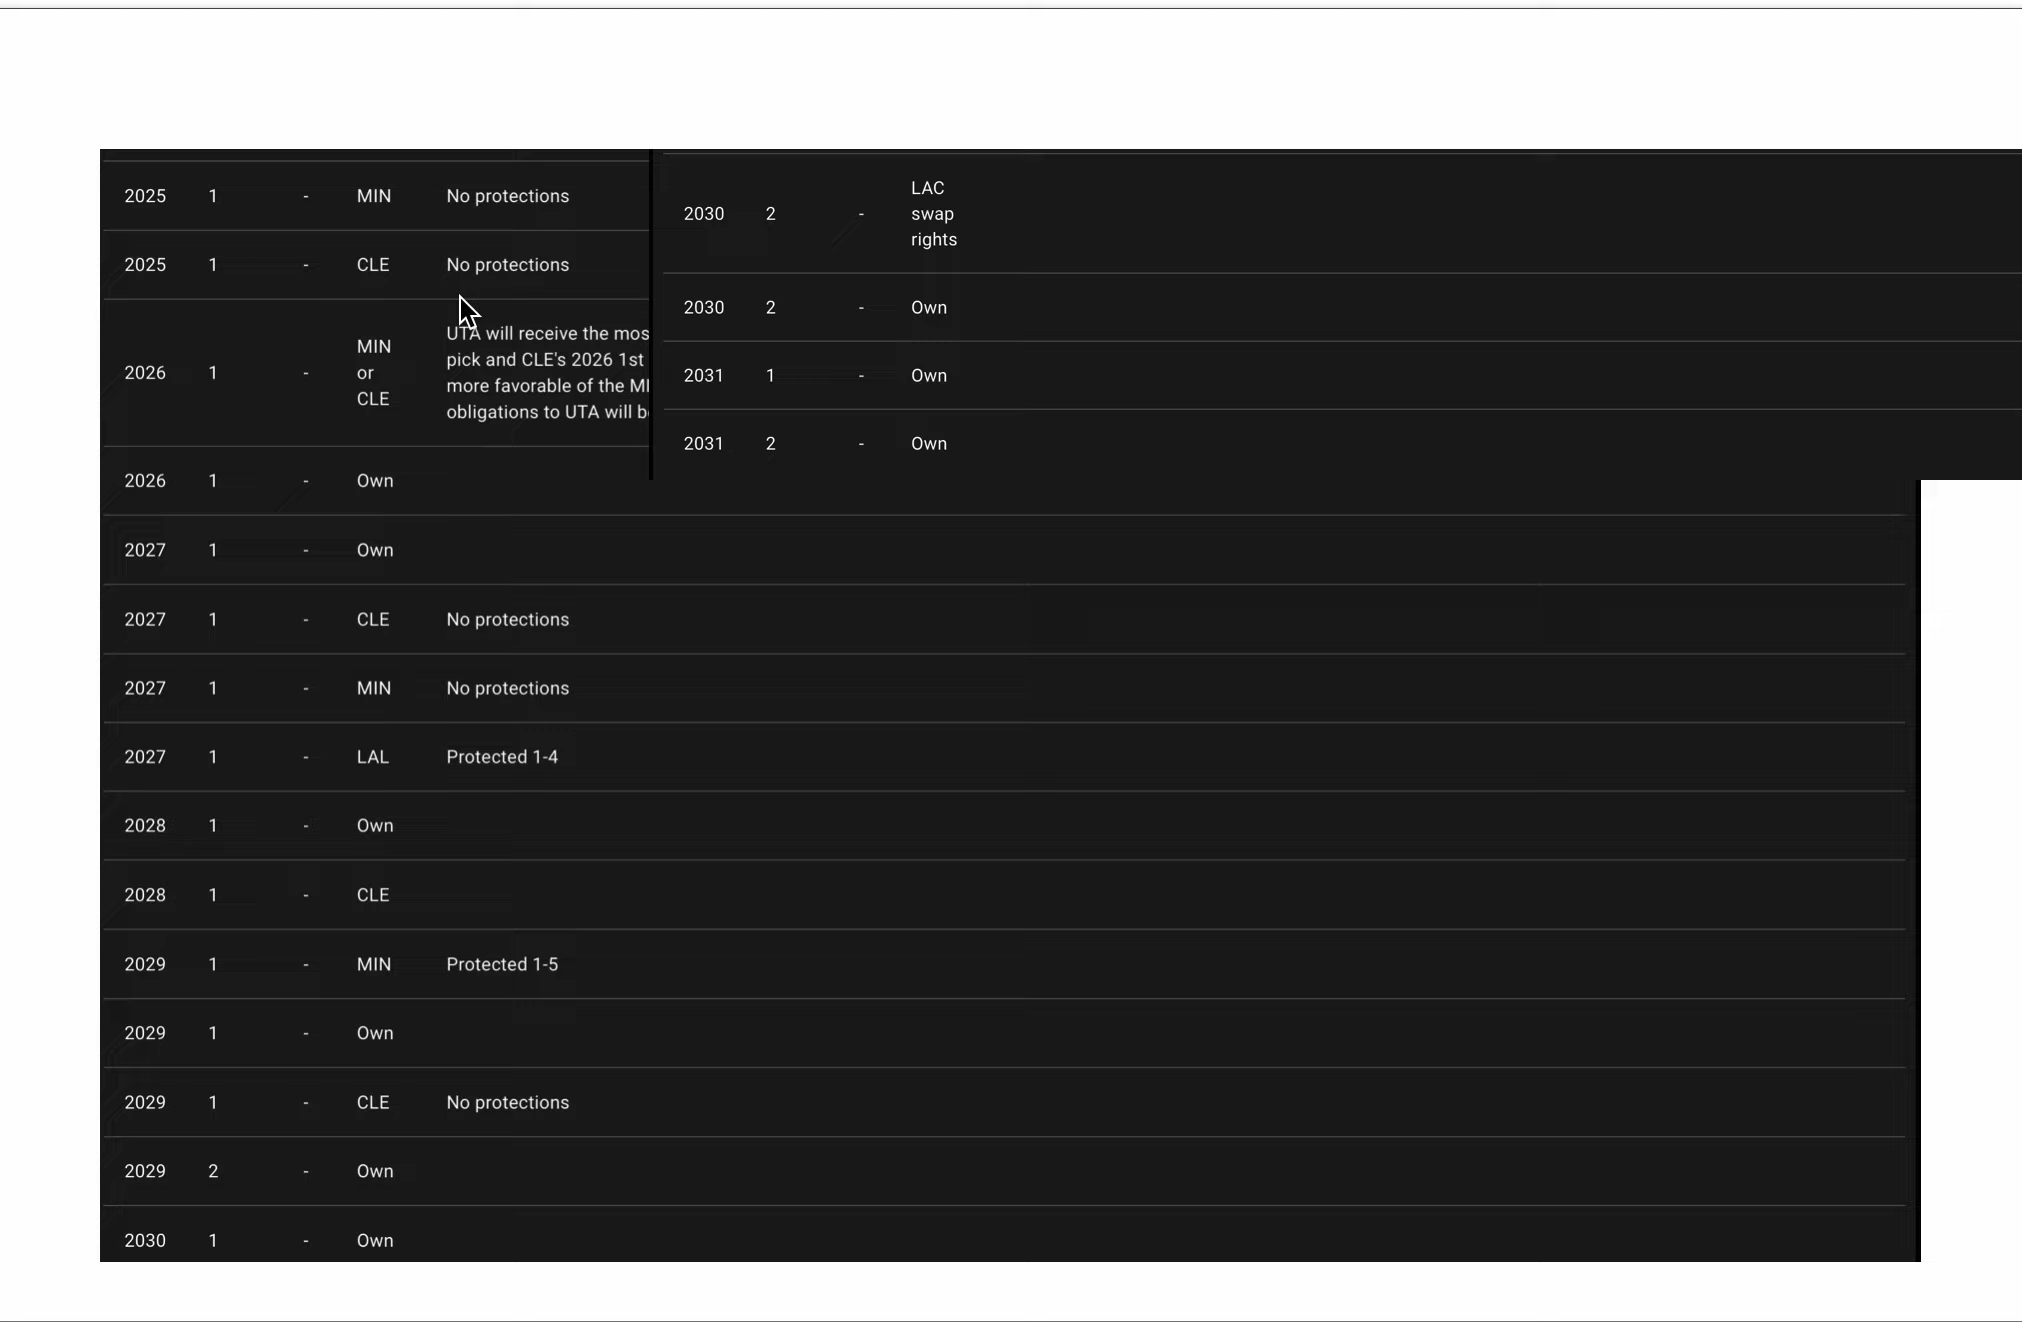 2025 1 - MIN No protections
2025 1 - CLE No protections
2026 1 - MIN or CLE
UTA will receive the mos
pick and CLE's 2026 1st
more favorable of the MI
obligations to UTA will b
2026 1 - Own
2027 1 - Own
2027 1 - CLE No protections
2027 1 - MIN No protections
2027 1 - LAL Protected 1-4
2028 1 - Own
2028 1 - CLE
2029 1 - MIN Protected 1-5
2029 1 - Own
2029 1 - CLE No protections
2029 2 - Own
2030 1 - Own
2030 2 - LAC swap rights
2030 2 - Own
2031 1 - Own
2031 2 - Own